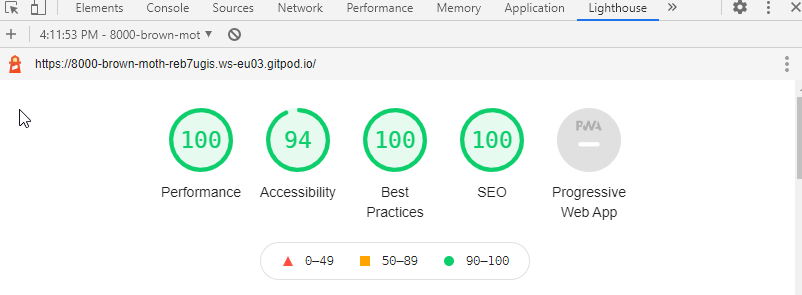 Elements Console Sources Network Performance Memory Application Lighthouse »
+ 4:11:53 PM - 8000-brown-mot ▼
https://8000-brown-moth-reb7ugis.ws-eu03.gitpod.io/
100 94 100 100 PWA
Performance Accessibility Best Practices SEO Progressive Web App
0–49 50–89 90–100